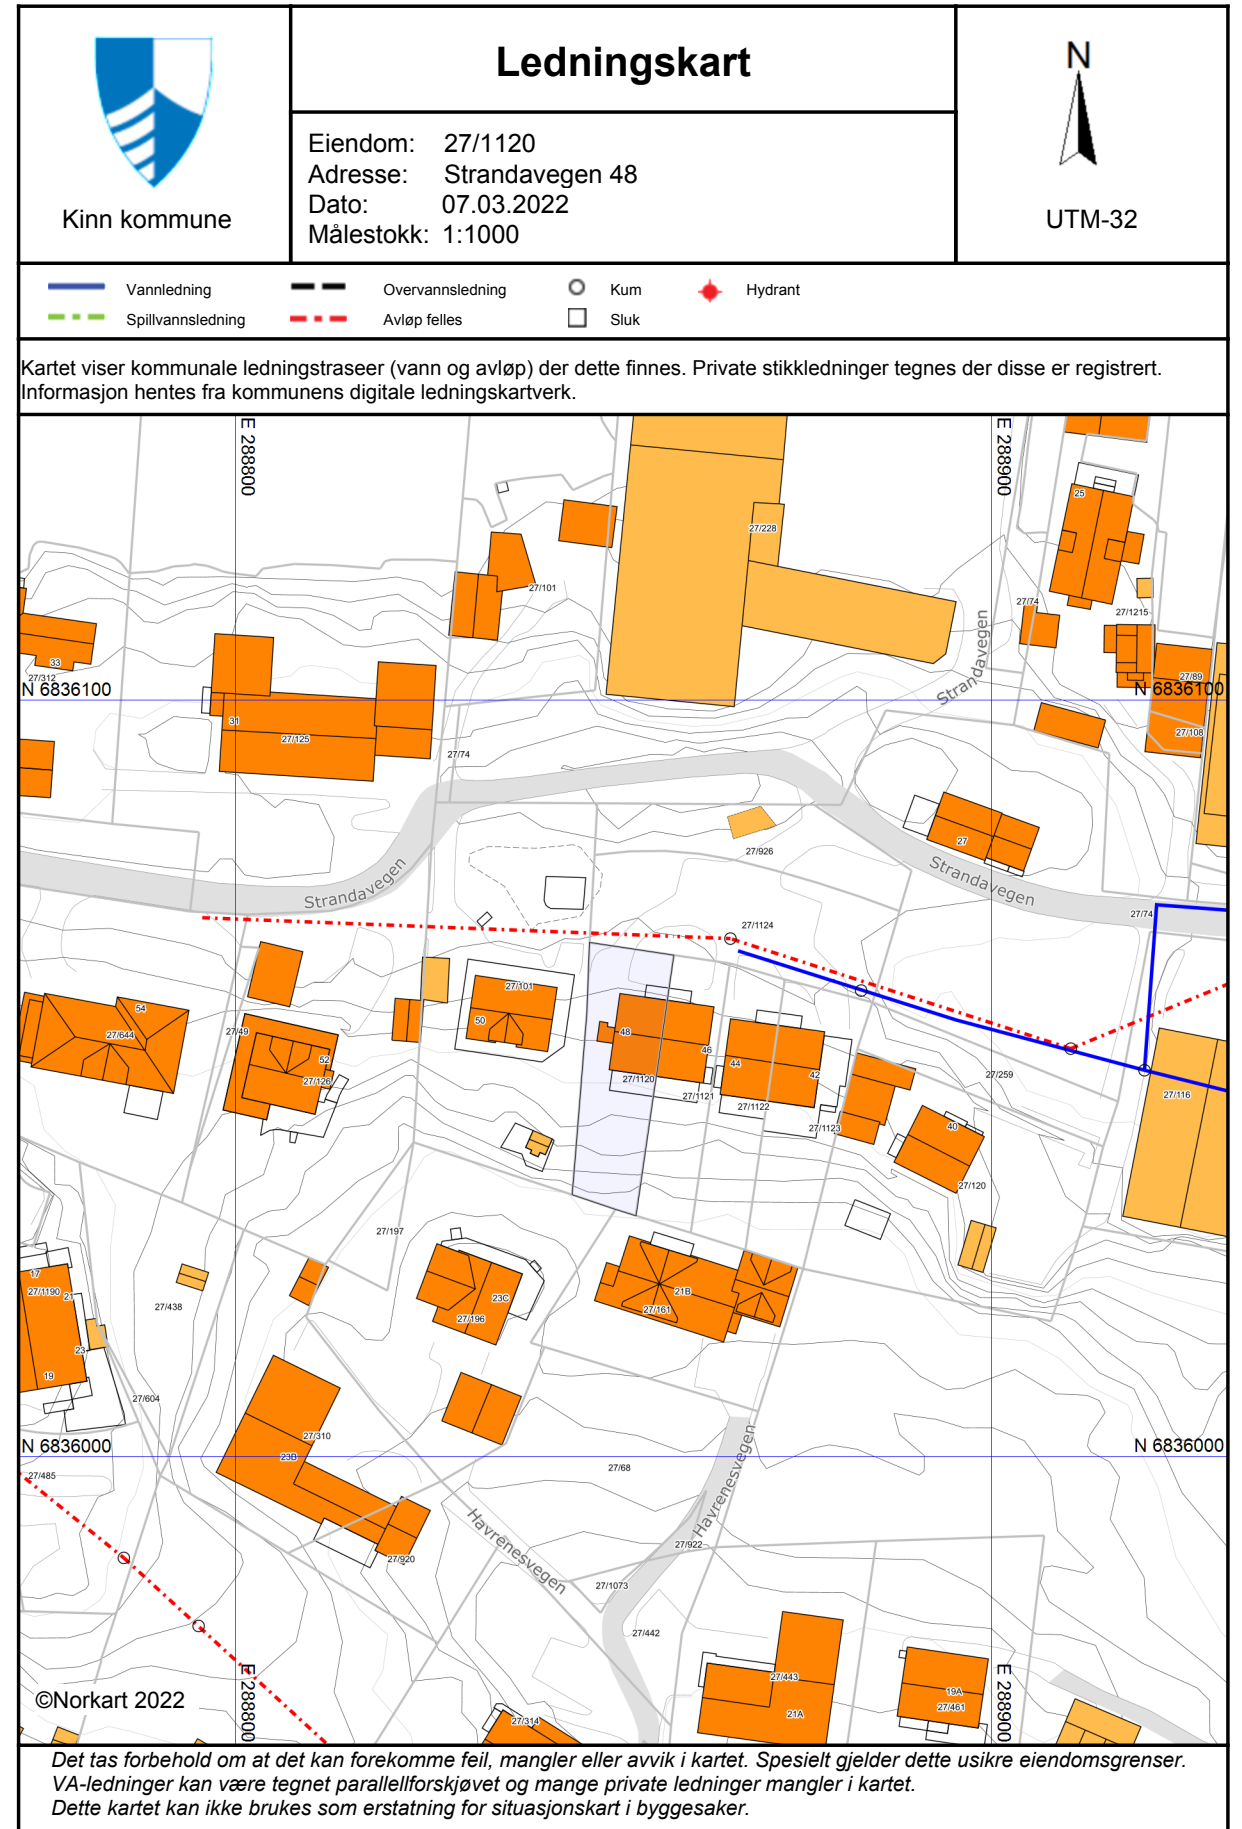 Ledningskart
N
Eiendom: 27/1120
Adresse: Strandavegen 48
Dato: 07.03.2022
Målestokk: 1:1000
Kinn kommune
UTM-32
Vannledning
Overvannsledning
Kum
Hydrant
Spillvannsledning
Avløp felles
Sluk
Kartet viser kommunale ledningstraseer (vann og avløp) der dette finnes. Private stikkledninger tegnes der disse er registrert.
Informasjon hentes fra kommunens digitale ledningskartverk.
E 288800
E 288900
25
27/228
27/101
27/74
27/1215
Strandavegen
33
27/312
27/89
N 6836100
N 6836100
31
27/125
27/108
27/74
27
27/926
Strandavegen
Strandavegen
27/74
27/1124
27/101
54
50
27/644
27/49
48
52
46
44
42
27/126
27/1120
27/1121
27/1122
27/1123
27/259
27/116
40
27/120
27/197
17
27/1190
21
27/438
23C
27/196
21B
27/161
23
19
27/604
27/310
23B
N 6836000
N 6836000
27/485
27/68
Havrenesvegen
Havrenesvegen
27/922
27/920
27/1073
27/442
E 288800
E 288900
27/443
19A
27/461
21A
27/314
©Norkart 2022
Det tas forbehold om at det kan forekomme feil, mangler eller avvik i kartet. Spesielt gjelder dette usikre eiendomsgrenser.
VA-ledninger kan være tegnet parallellforskjøvet og mange private ledninger mangler i kartet.
Dette kartet kan ikke brukes som erstatning for situasjonskart i byggesaker.